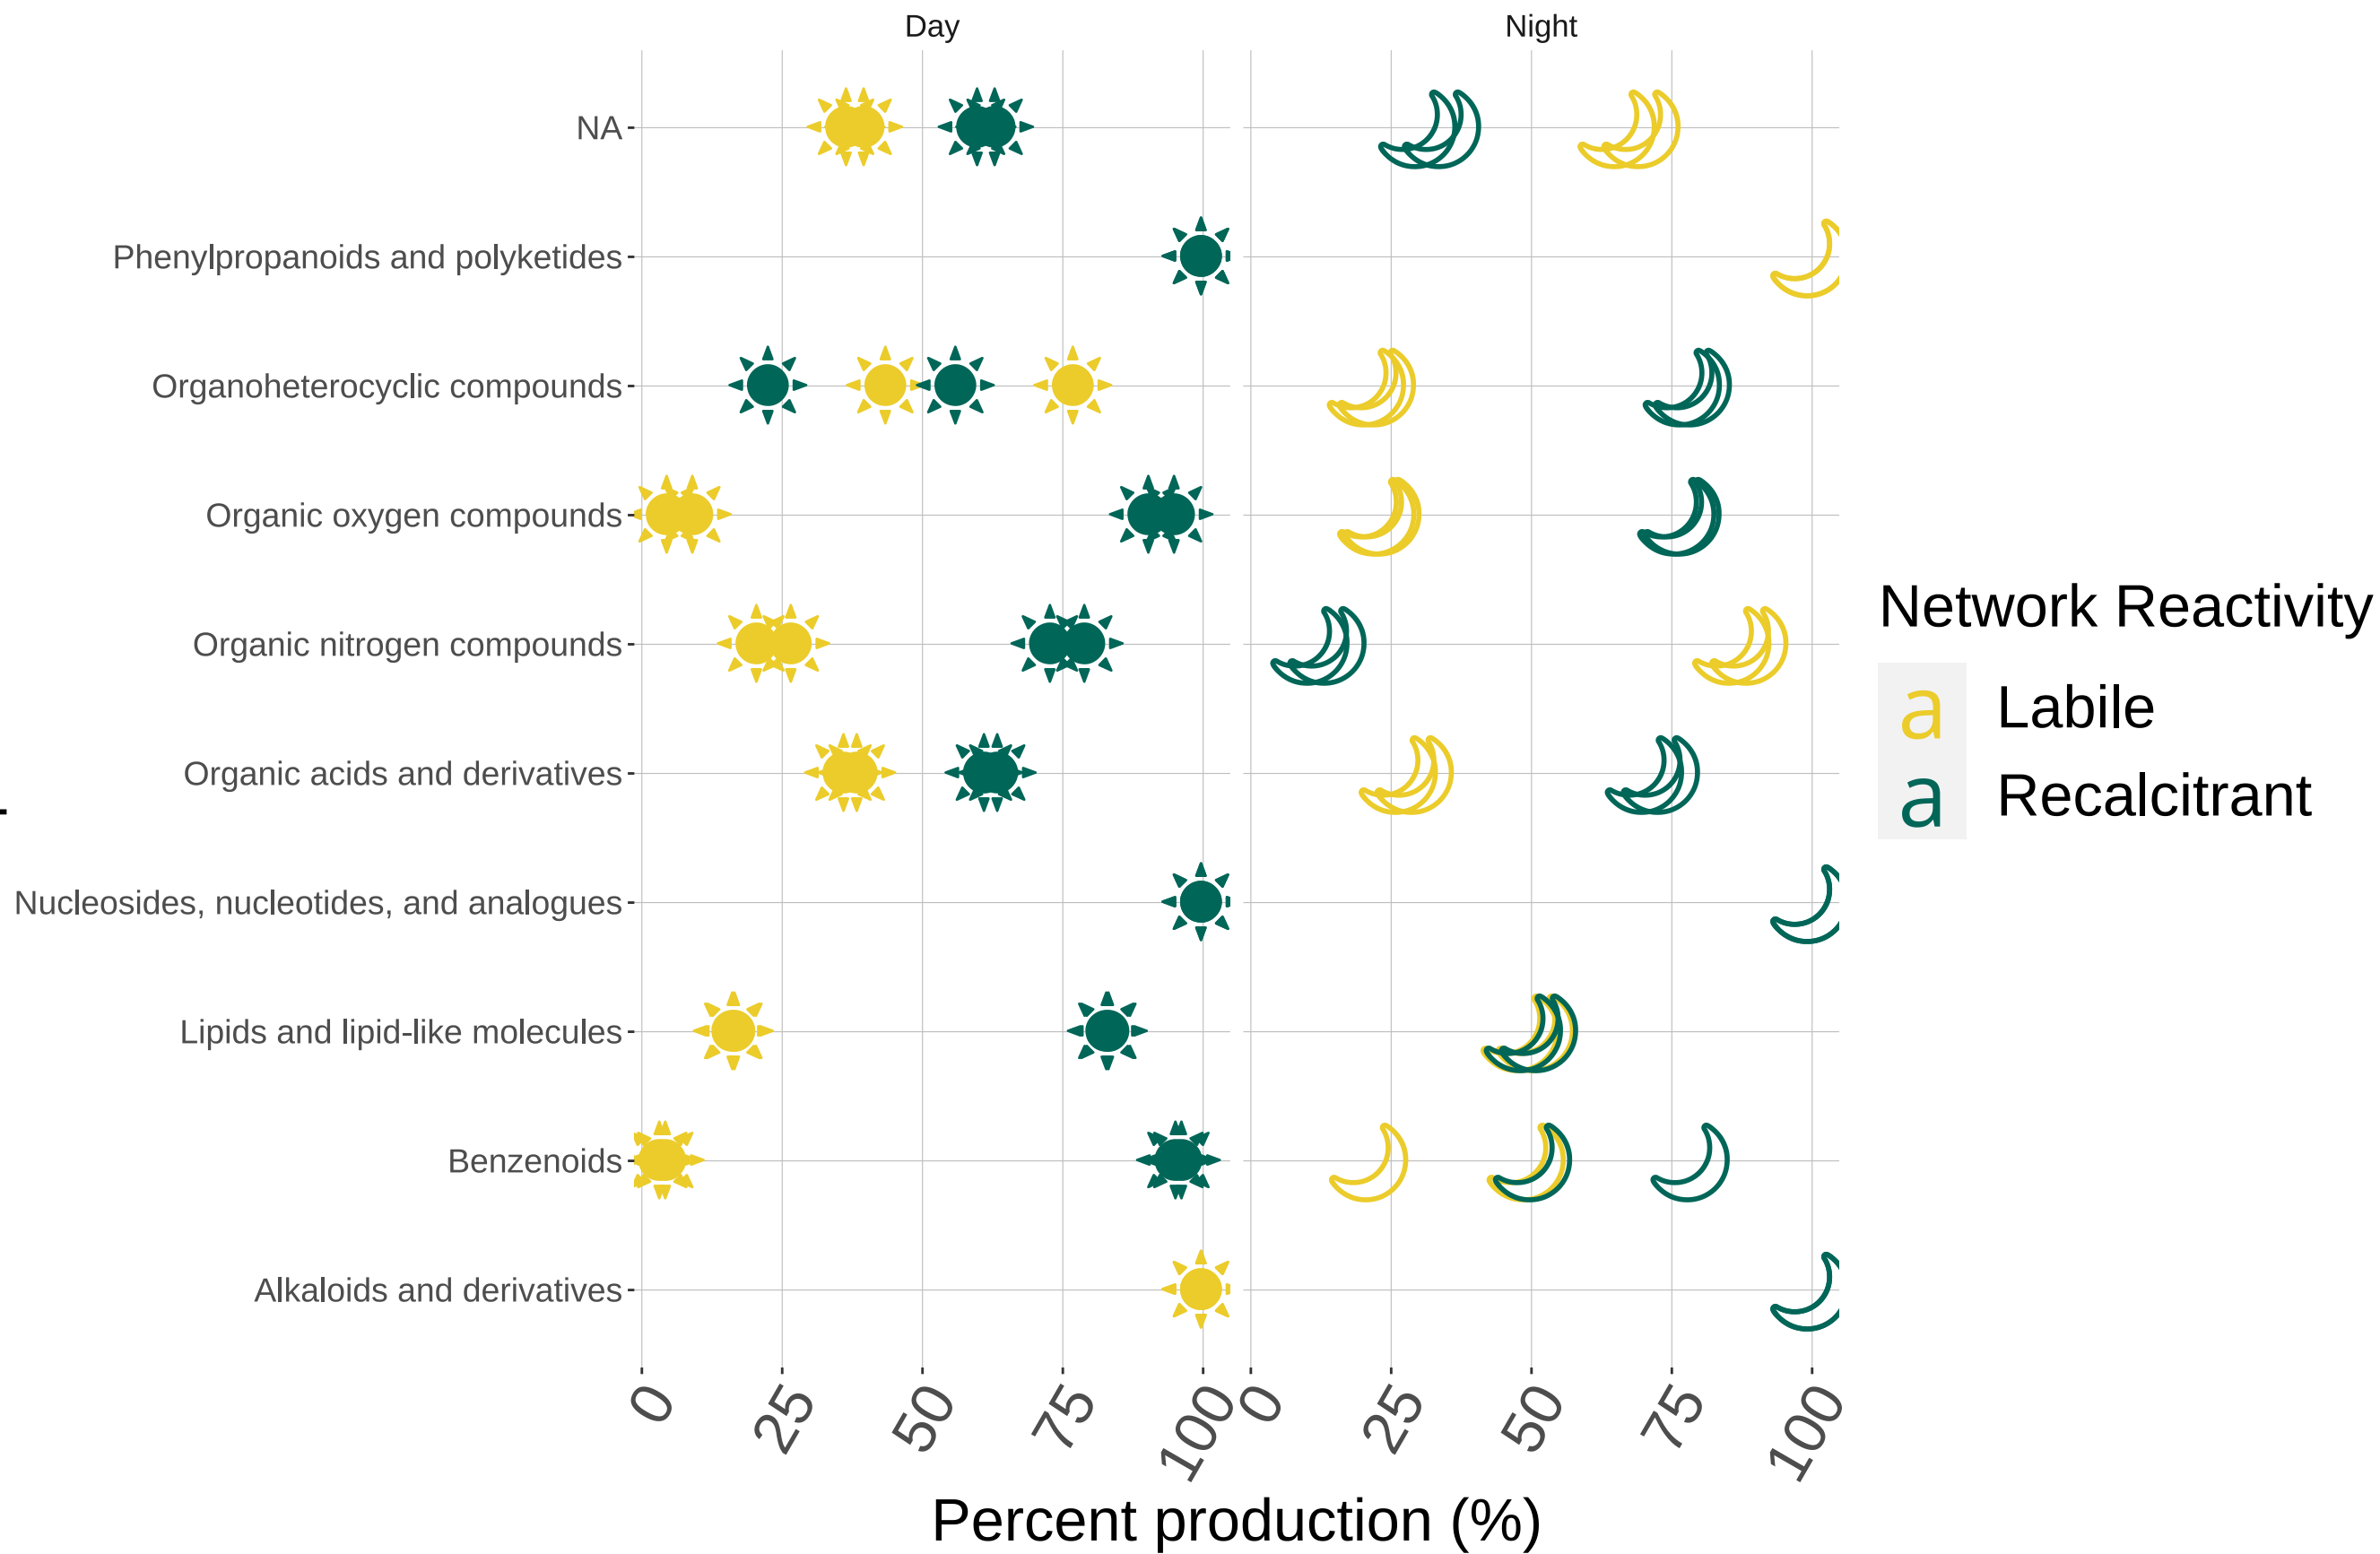 Day
Night
NA
Phenylpropanoids and polyketides
Organoheterocyclic compounds
Organic oxygen compounds
Organic nitrogen compounds
Organic acids and derivatives
Nucleosides, nucleotides, and analogues
Lipids and lipid-like molecules
Benzenoids
Alkaloids and derivatives
0 25 50 75 100 0 25 50 75 100
Percent production (%)
Network Reactivity
a Labile
a Recalcitrant